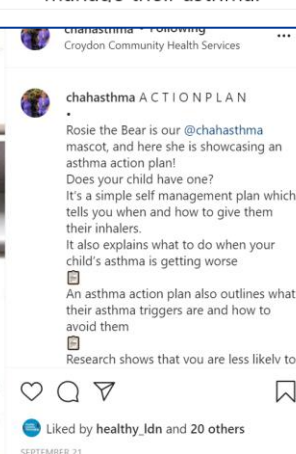 chahasthma • Following
Croydon Community Health Services
...
chahasthma A C T I O N P L A N
•
Rosie the Bear is our @chahasthma
mascot, and here she is showcasing an
asthma action plan!
Does your child have one?
It's a simple self management plan which
tells you when and how to give them
their inhalers.
It also explains what to do when your
child's asthma is getting worse
📋
An asthma action plan also outlines what
their asthma triggers are and how to
avoid them
📋
Research shows that you are less likely to
Liked by healthy_ldn and 20 others
SEPTEMBER 21